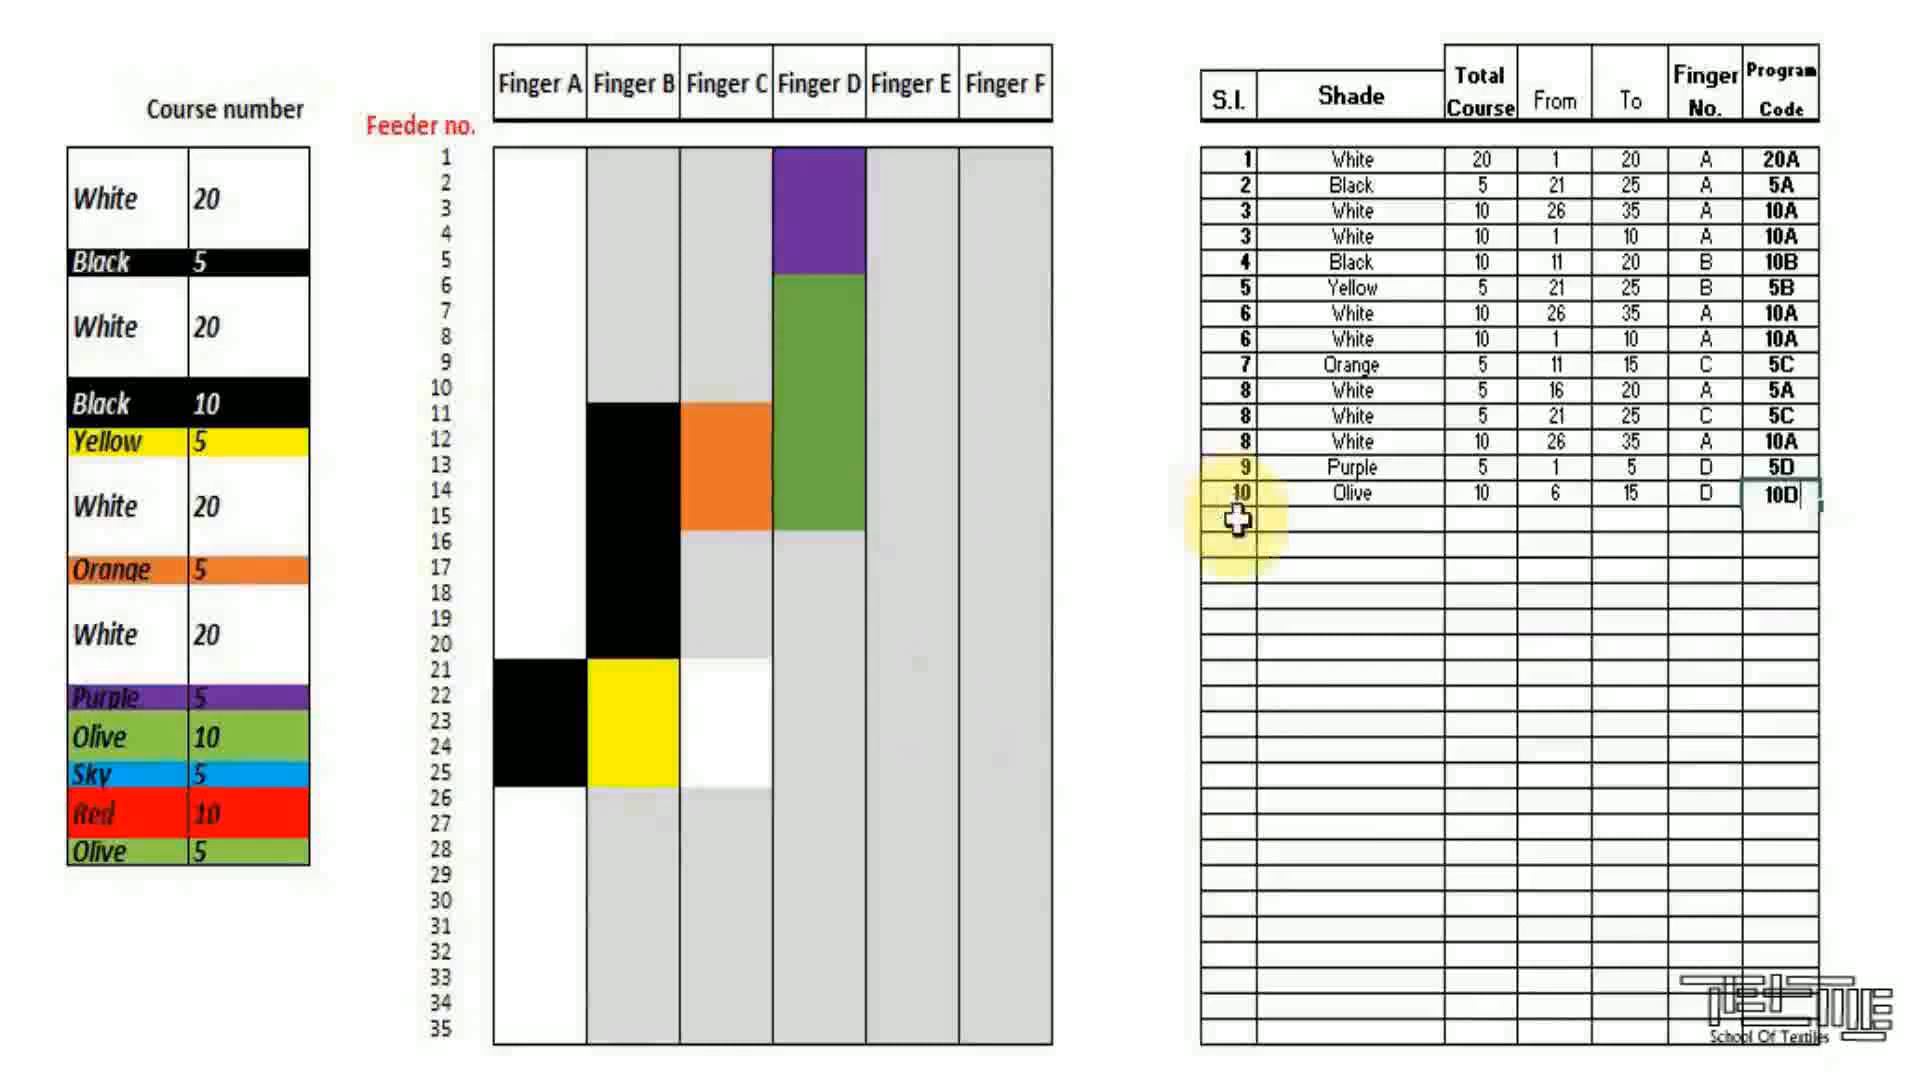 Course number
White 20
Black 5
White 20
Black 10
Yellow 5
White 20
Orange 5
White 20
Purple 5
Olive 10
Sky 5
Red 10
Olive 5
Feeder no.
Finger A Finger B Finger C Finger D Finger E Finger F
1
2
3
4
5
6
7
8
9
10
11
12
13
14
15
16
17
18
19
20
21
22
23
24
25
26
27
28
29
30
31
32
33
34
35
S.I. Shade Total Course From To Finger No. Program Code
1 White 20 1 20 A 20A
2 Black 5 21 25 A 5A
3 White 10 26 35 A 10A
3 White 10 1 10 A 10A
4 Black 10 11 20 B 10B
5 Yellow 5 21 25 B 5B
6 White 10 26 35 A 10A
6 White 10 1 10 A 10A
7 Orange 5 11 15 C 5C
8 White 5 16 20 A 5A
8 White 5 21 25 C 5C
8 White 10 26 35 A 10A
9 Purple 5 1 5 D 5D
10 Olive 10 6 15 D 10D
School Of Textiles